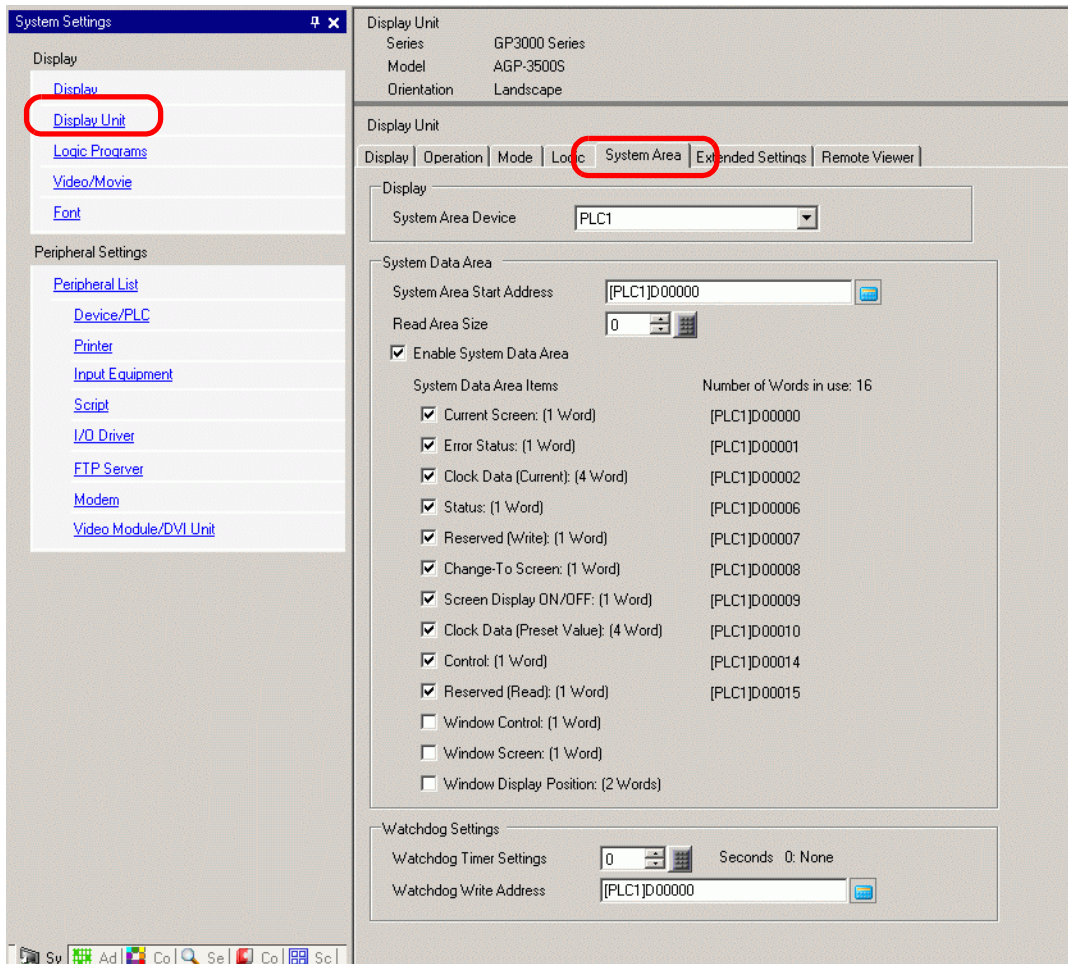 System Settings
Display
Display
Display Unit
Logic Programs
Video/Movie
Font
Peripheral Settings
Peripheral List
Device/PLC
Printer
Input Equipment
Script
I/O Driver
FTP Server
Modem
Video Module/DVI Unit
Sy Ad Co Se Co Sc
Display Unit
Series GP3000 Series
Model AGP-3500S
Orientation Landscape
Display Unit
Display Operation Mode Logic System Area Extended Settings Remote Viewer
Display
System Area Device PLC1
System Data Area
System Area Start Address [PLC1]D00000
Read Area Size 0
Enable System Data Area
System Data Area Items Number of Words in use: 16
Current Screen: (1 Word) [PLC1]D00000
Error Status: (1 Word) [PLC1]D00001
Clock Data (Current): (4 Word) [PLC1]D00002
Status: (1 Word) [PLC1]D00006
Reserved (Write): (1 Word) [PLC1]D00007
Change-To Screen: (1 Word) [PLC1]D00008
Screen Display ON/OFF: (1 Word) [PLC1]D00009
Clock Data (Preset Value): (4 Word) [PLC1]D00010
Control: (1 Word) [PLC1]D00014
Reserved (Read): (1 Word) [PLC1]D00015
Window Control: (1 Word)
Window Screen: (1 Word)
Window Display Position: (2 Words)
Watchdog Settings
Watchdog Timer Settings 0 Seconds 0: None
Watchdog Write Address [PLC1]D00000